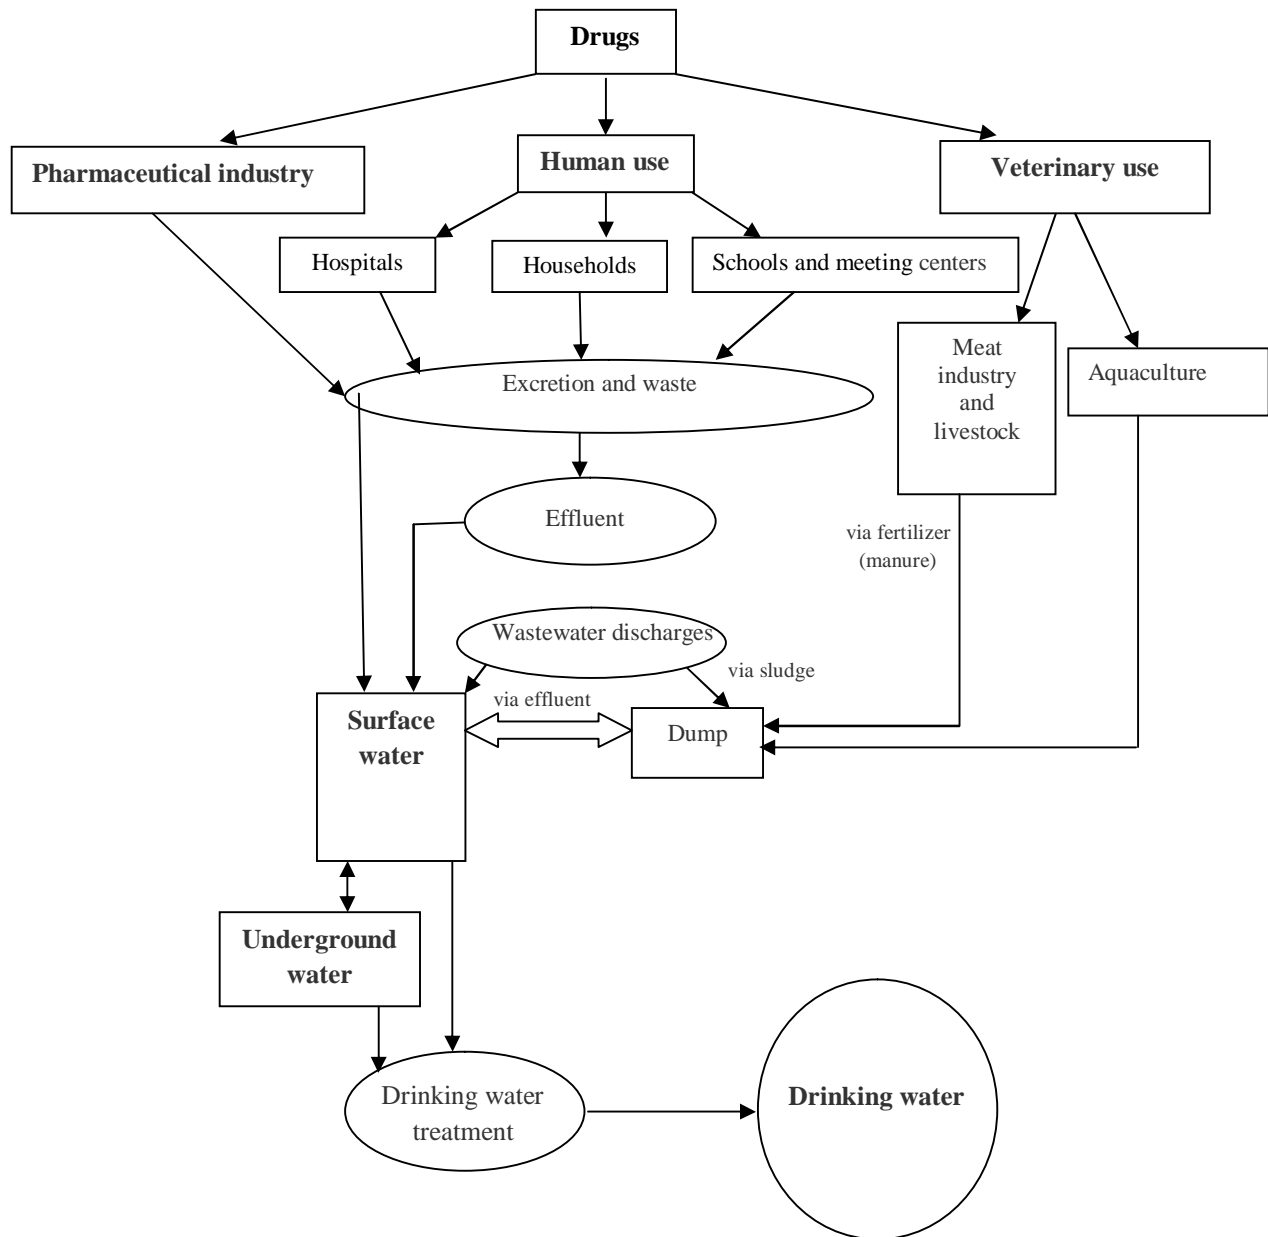 Drugs
Pharmaceutical industry
Human use
Veterinary use
Hospitals
Households
Schools and meeting centers
Meat
industry
and
livestock
Aquaculture
Excretion and waste
Effluent
via fertilizer
(manure)
Wastewater discharges
via sludge
via effluent
Surface
water
Dump
Underground
water
Drinking water
treatment
Drinking water